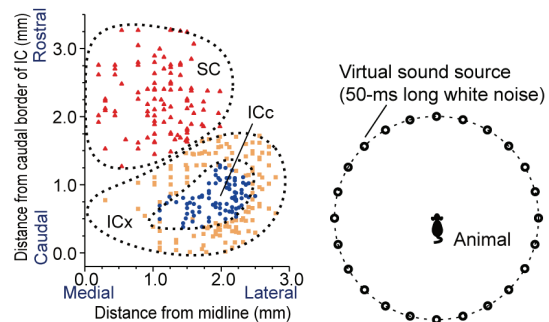 Distance from caudal border of IC (mm)
Rostral
Caudal
3.0
2.0
1.0
0.0
SC
ICc
ICx
0.0
1.0
2.0
3.0
Medial
Lateral
Distance from midline (mm)
Virtual sound source
(50-ms long white noise)
Animal